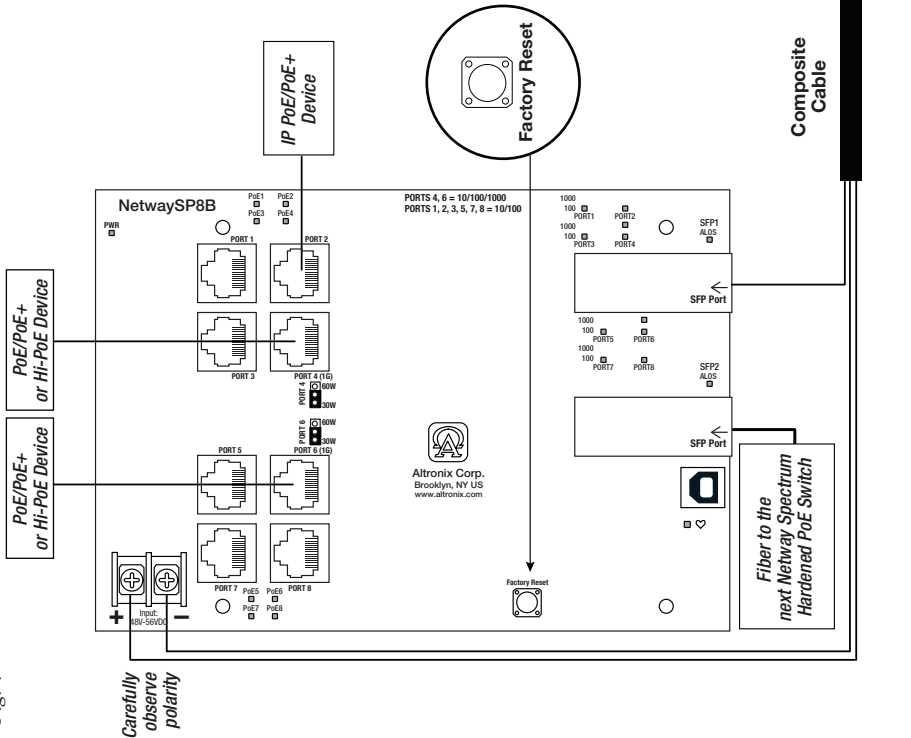 Factory Reset
Composite
Cable
IP PoE/PoE+
Device
NetwaySP8B
PWR
PoE1
PoE2
PoE3
PoE4
PORTS 4, 6 = 10/100/1000
PORTS 1, 2, 3, 5, 7, 8 = 10/100
1000
100
PORT1
PORT2
1000
100
PORT3
PORT4
SFP1
ALOS
PORT 1
PORT 2
SFP Port
PoE/PoE+
or Hi-PoE Device
PORT 3
PORT 4 (1G)
PORT 4
60W
30W
1000
100
PORT5
PORT6
1000
100
PORT7
PORT8
SFP2
ALOS
PoE/PoE+
or Hi-PoE Device
PORT 6
60W
30W
PORT 5
PORT 6 (1G)
SFP Port
Altronix Corp.
Brooklyn, NY US
www.altronix.com
Fiber to the
next Netway Spectrum
Hardened PoE Switch
PORT 7
PORT 8
PoE5
PoE6
PoE7
PoE8
Factory Reset
+
Input:
48V-56VDC
–
Carefully
observe
polarity